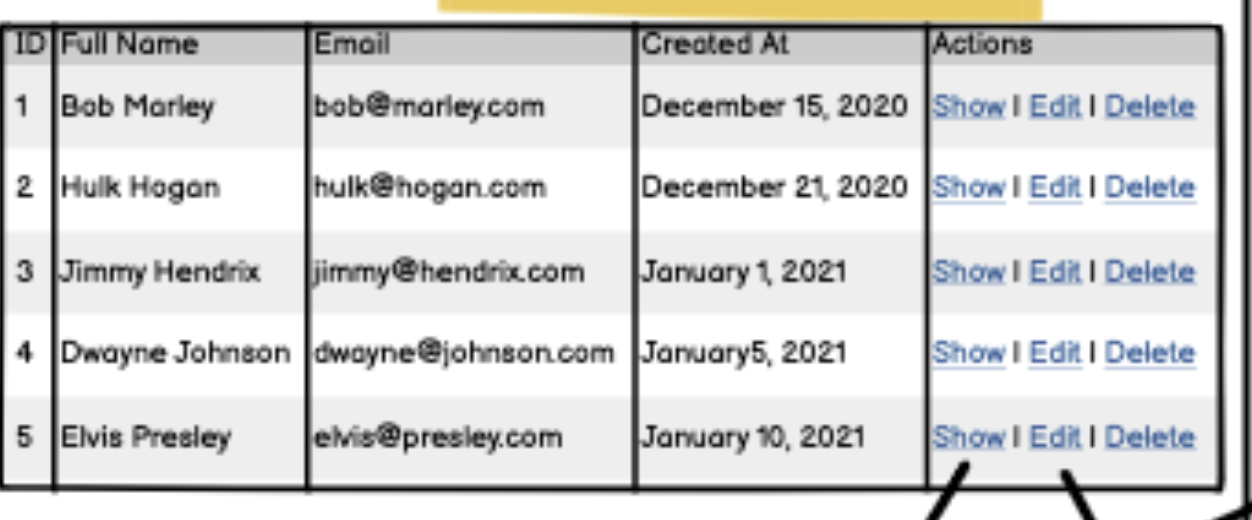 ID Full Name Email Created At Actions
1 Bob Marley bob@marley.com December 15, 2020 Show | Edit | Delete
2 Hulk Hogan hulk@hogan.com December 21, 2020 Show | Edit | Delete
3 Jimmy Hendrix jimmy@hendrix.com January 1, 2021 Show | Edit | Delete
4 Dwayne Johnson dwayne@johnson.com January5, 2021 Show | Edit | Delete
5 Elvis Presley elvis@presley.com January 10, 2021 Show | Edit | Delete